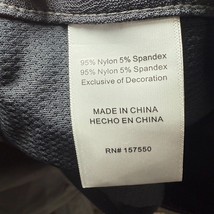 95% Nylon 5% Spandex
95% Nylon 5% Spandex
Exclusive of Decoration
MADE IN CHINA
HECHO EN CHINA
RN# 157550